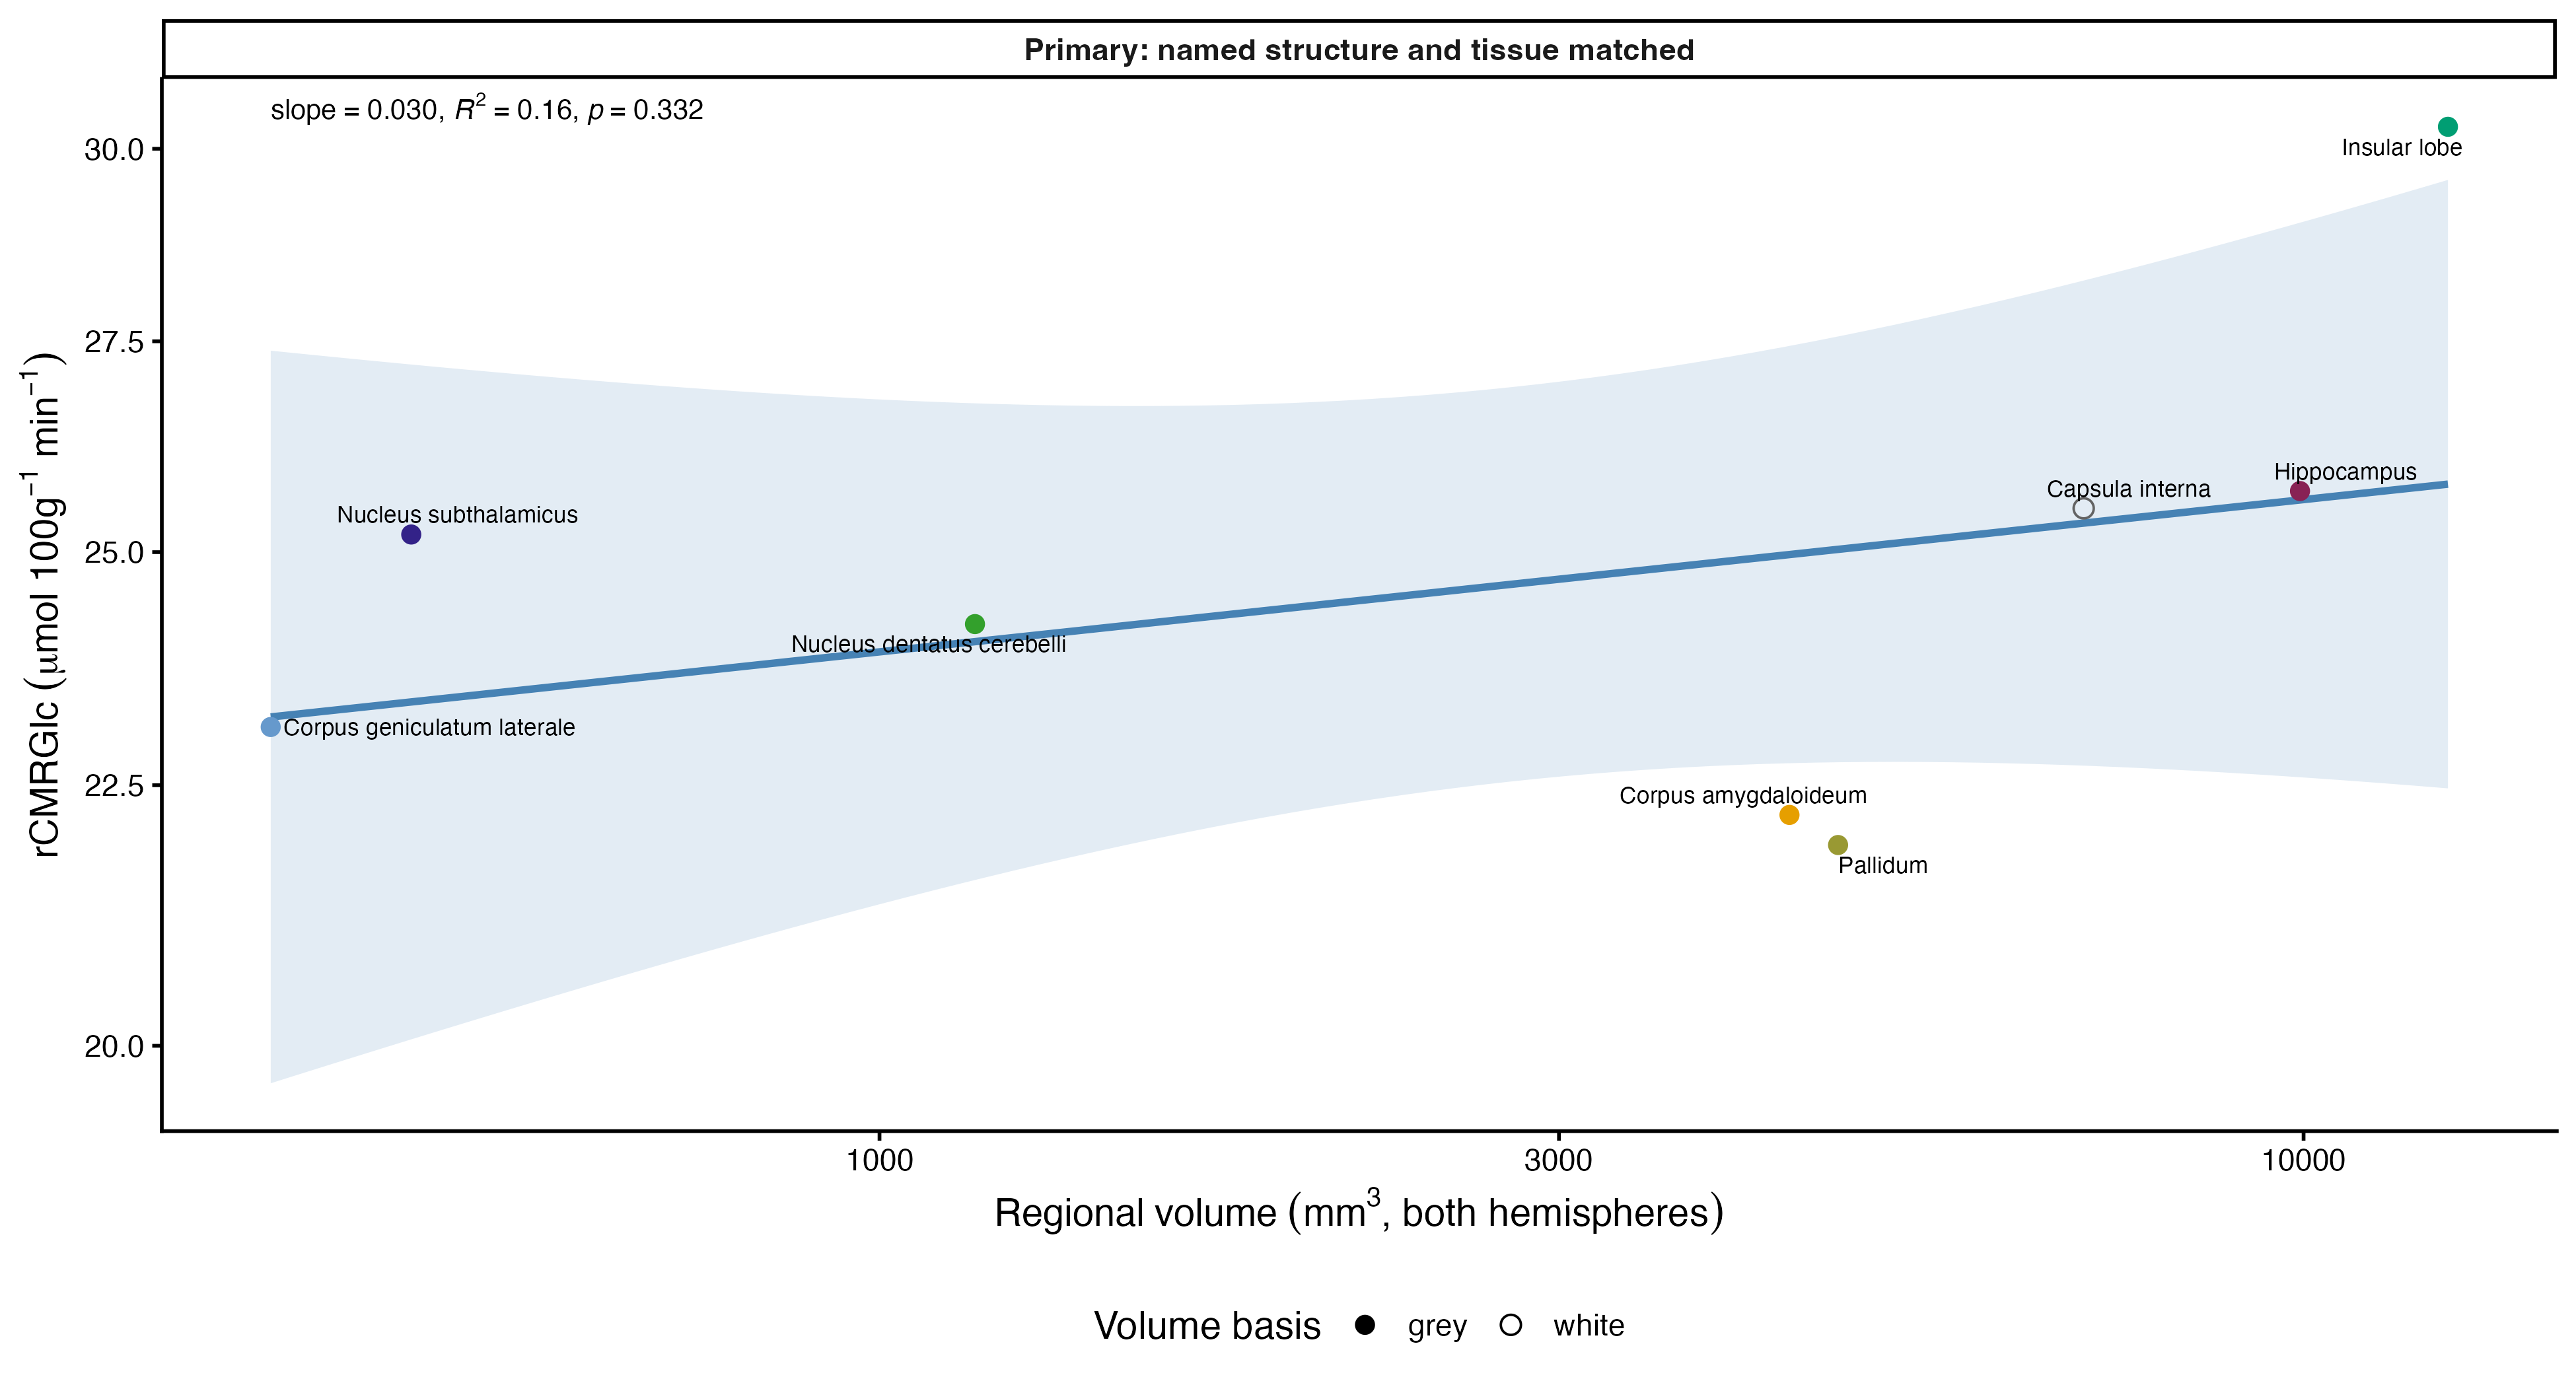 Primary: named structure and tissue matched
slope = 0.030, R² = 0.16, p = 0.332
30.0
27.5
25.0
22.5
20.0
rCMRGlc (μmol 100g⁻¹ min⁻¹)
Insular lobe
Hippocampus
Capsula interna
Nucleus subthalamicus
Nucleus dentatus cerebelli
Corpus geniculatum laterale
Corpus amygdaloideum
Pallidum
1000 3000 10000
Regional volume (mm³, both hemispheres)
Volume basis grey white